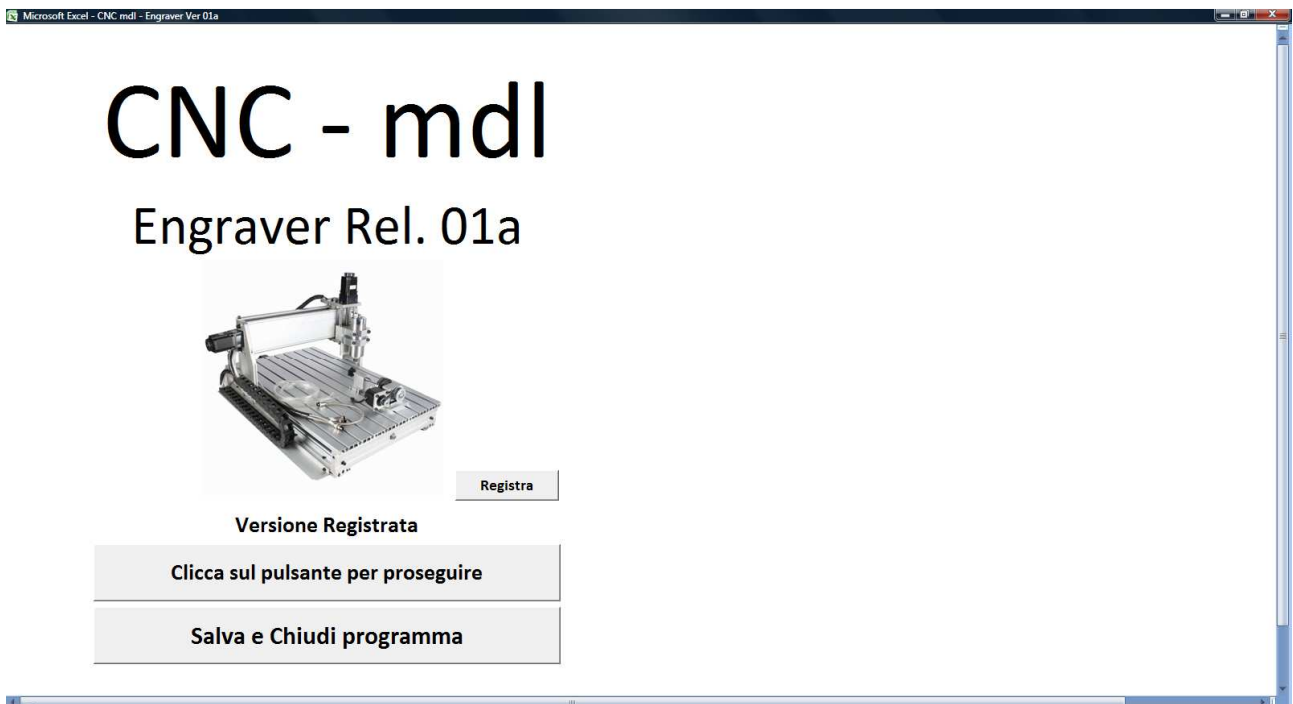 Microsoft Excel - CNC mdl - Engraver Ver 01a
CNC - mdl
Engraver Rel. 01a
Registra
Versione Registrata
Clicca sul pulsante per proseguire
Salva e Chiudi programma